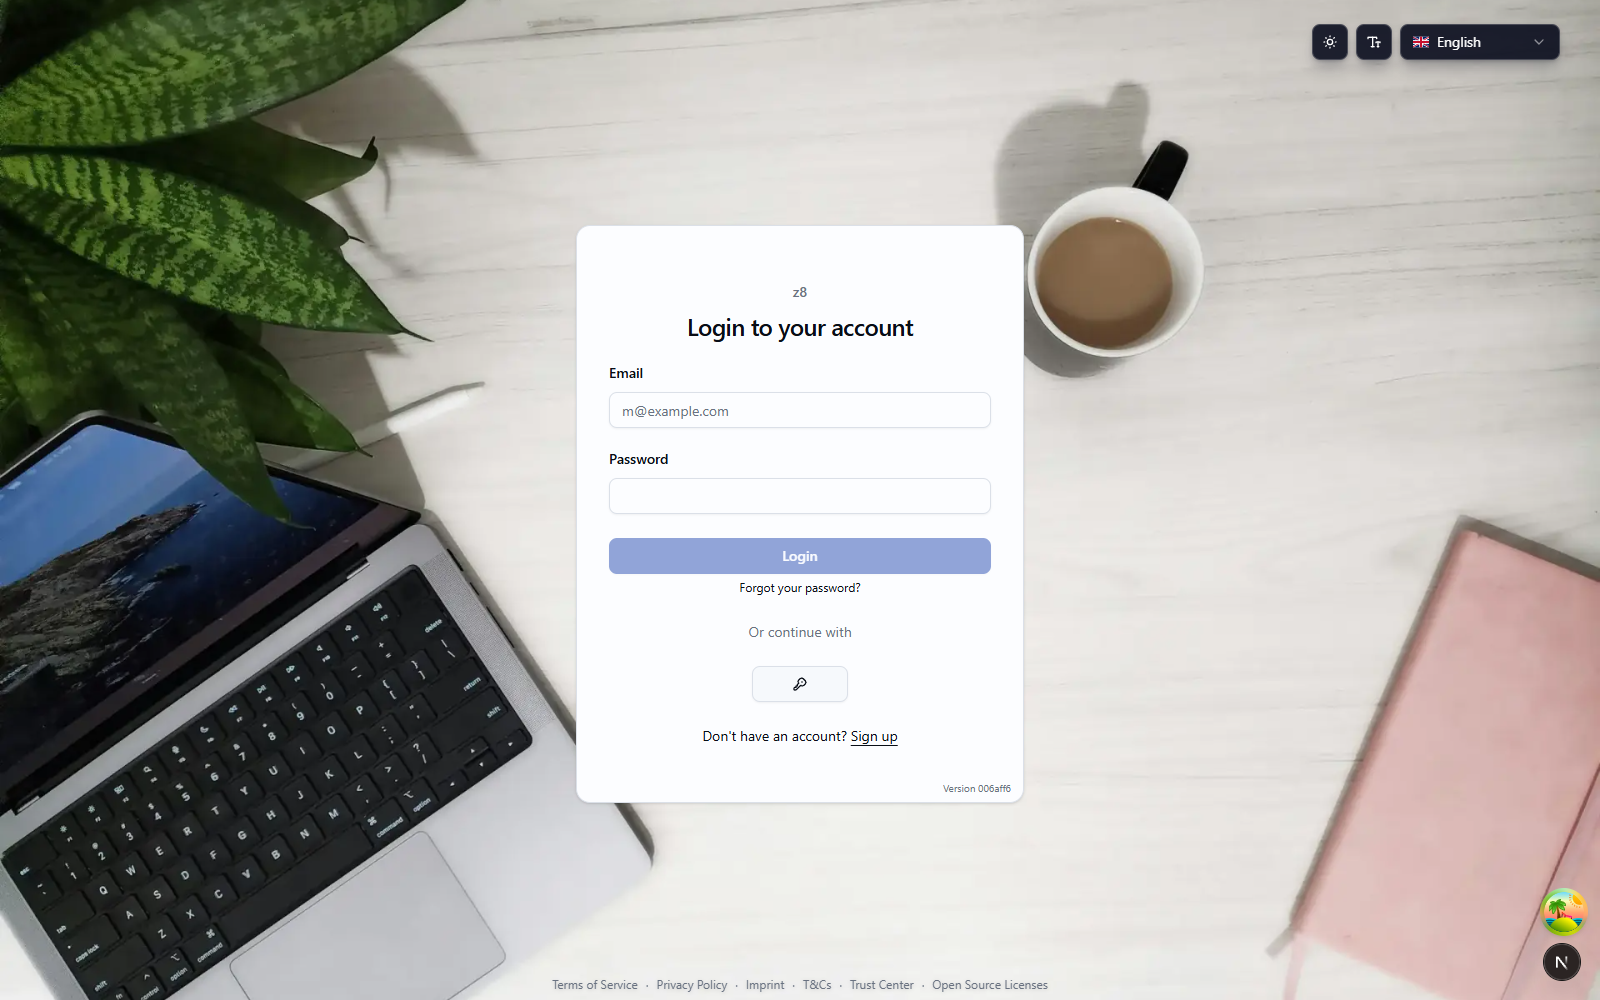 English
z8
Login to your account
Email
m@example.com
Password
Login
Forgot your password?
Or continue with
Don't have an account? Sign up
Version 006aff6
Terms of Service · Privacy Policy · Imprint · T&Cs · Trust Center · Open Source Licenses
N